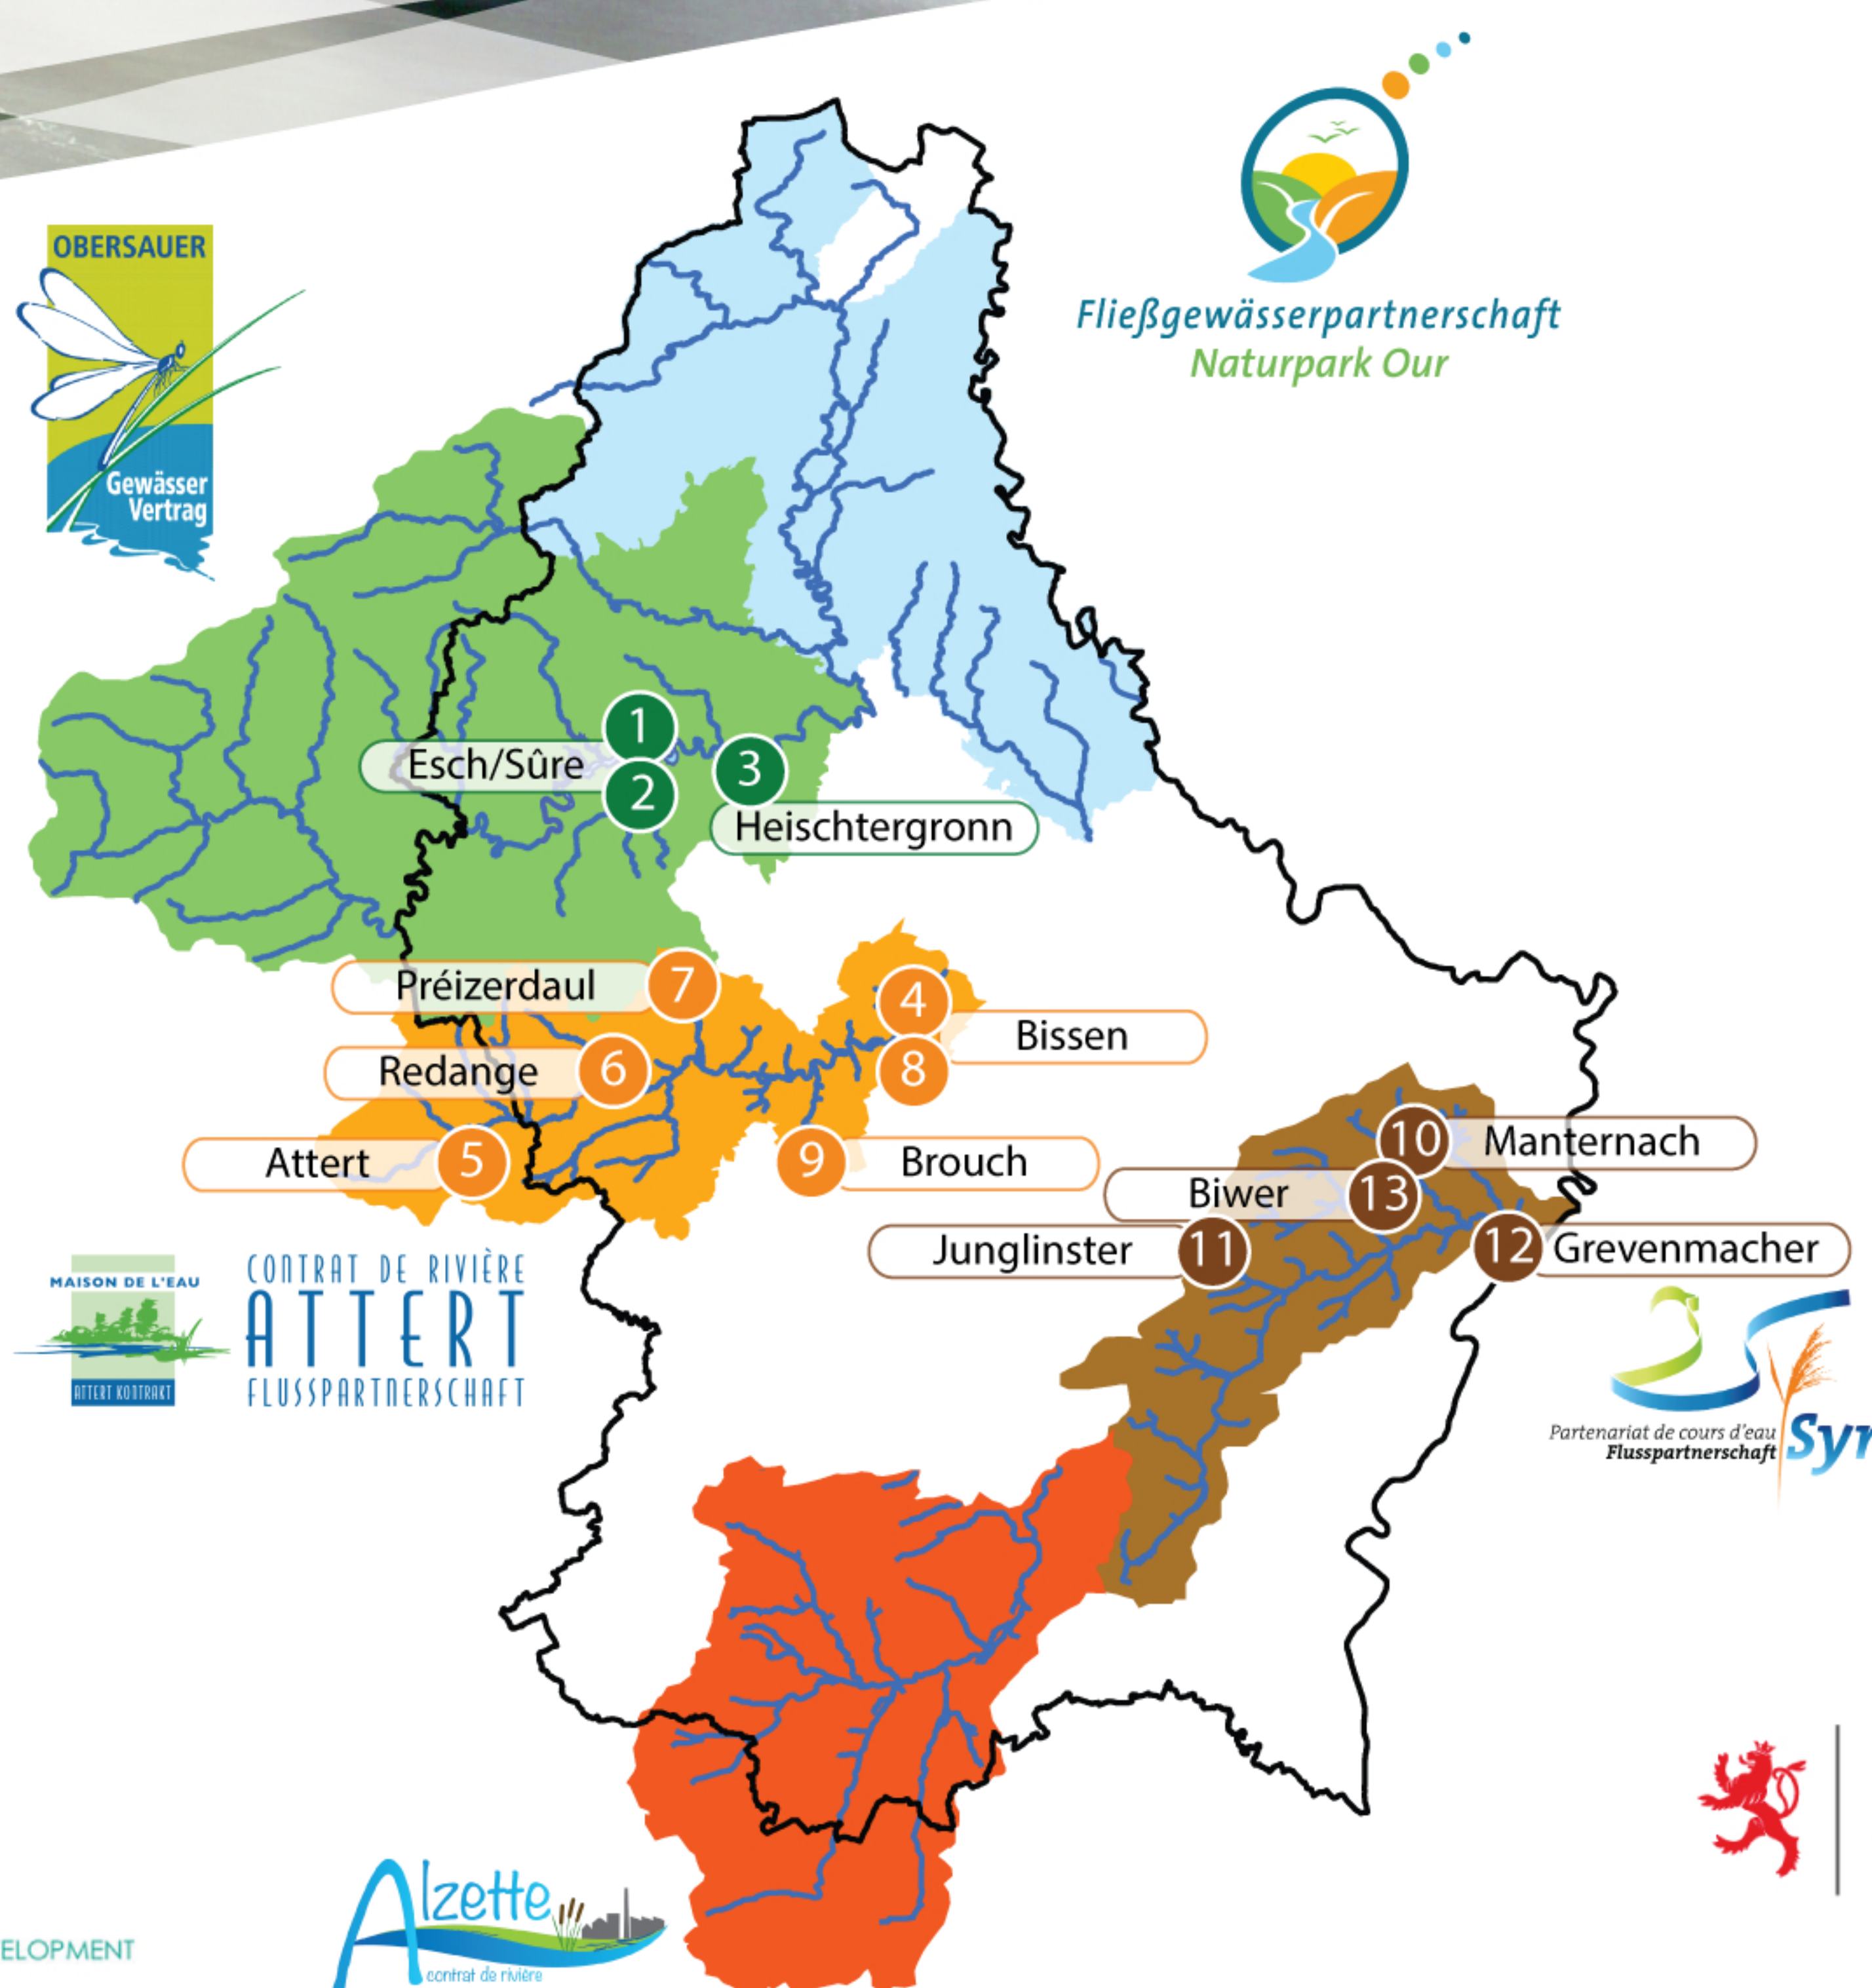 OBERSAUER
Gewässer
Vertrag
Fließgewässerpartnerschaft
Naturpark Our
1
Esch/Sûre
2
3
Heischtergronn
Préizerdaul
7
4
Bissen
Redange
6
8
Attert
5
9
Brouch
10
Manternach
Biwer
13
Junglinster
11
12
Grevenmacher
MAISON DE L'EAU
ATTERT KONTRAKT
CONTRAT DE RIVIÈRE
ATTERT
FLUSSPARTNERSCHAFT
Partenariat de cours d'eau
Flusspartnerschaft
Syr
Alzette
contrat de rivière
ELOPMENT